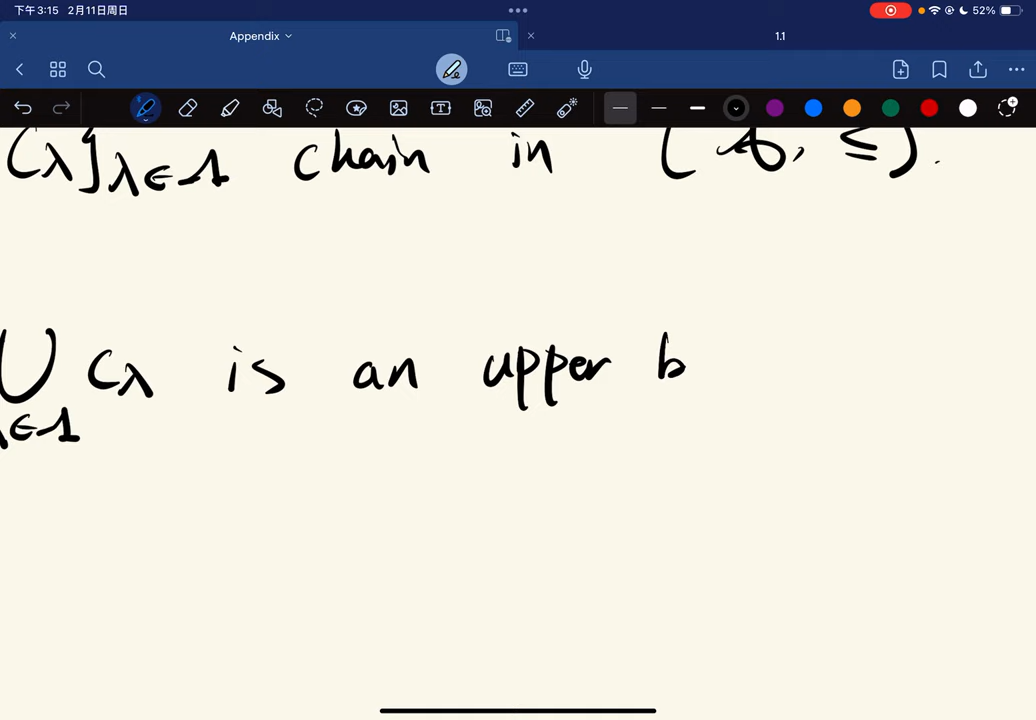 下午3:15 2月11日周日
52%
Appendix
1.1
Cλ}λ∈Λ chain in (𝒜, ≤).
⋃ Cλ is an upper b
λ∈Λ